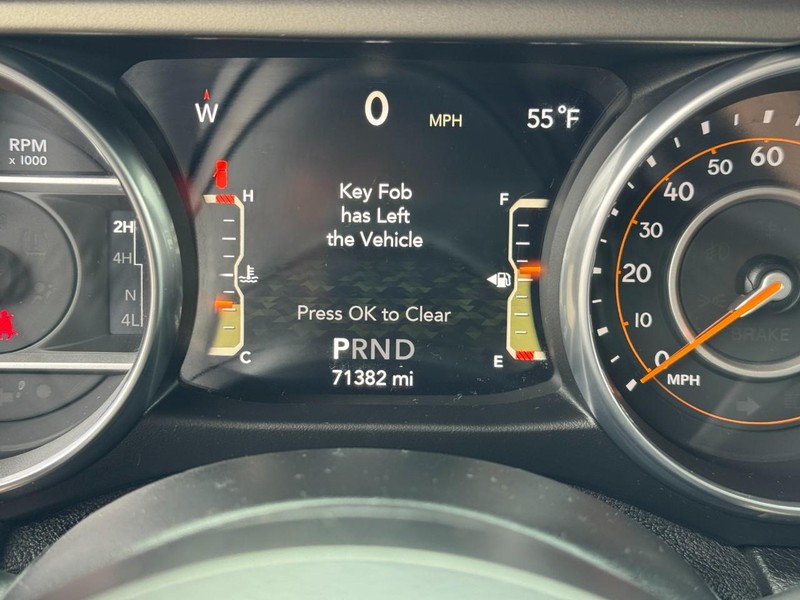 W
0 MPH
55°F
RPM
x 1000
Key Fob
has Left
the Vehicle
H
F
2H
4H
N
4L
Press OK to Clear
PRND
C
E
71382 mi
60
50
40
30
20
10
0
MPH
BRAKE